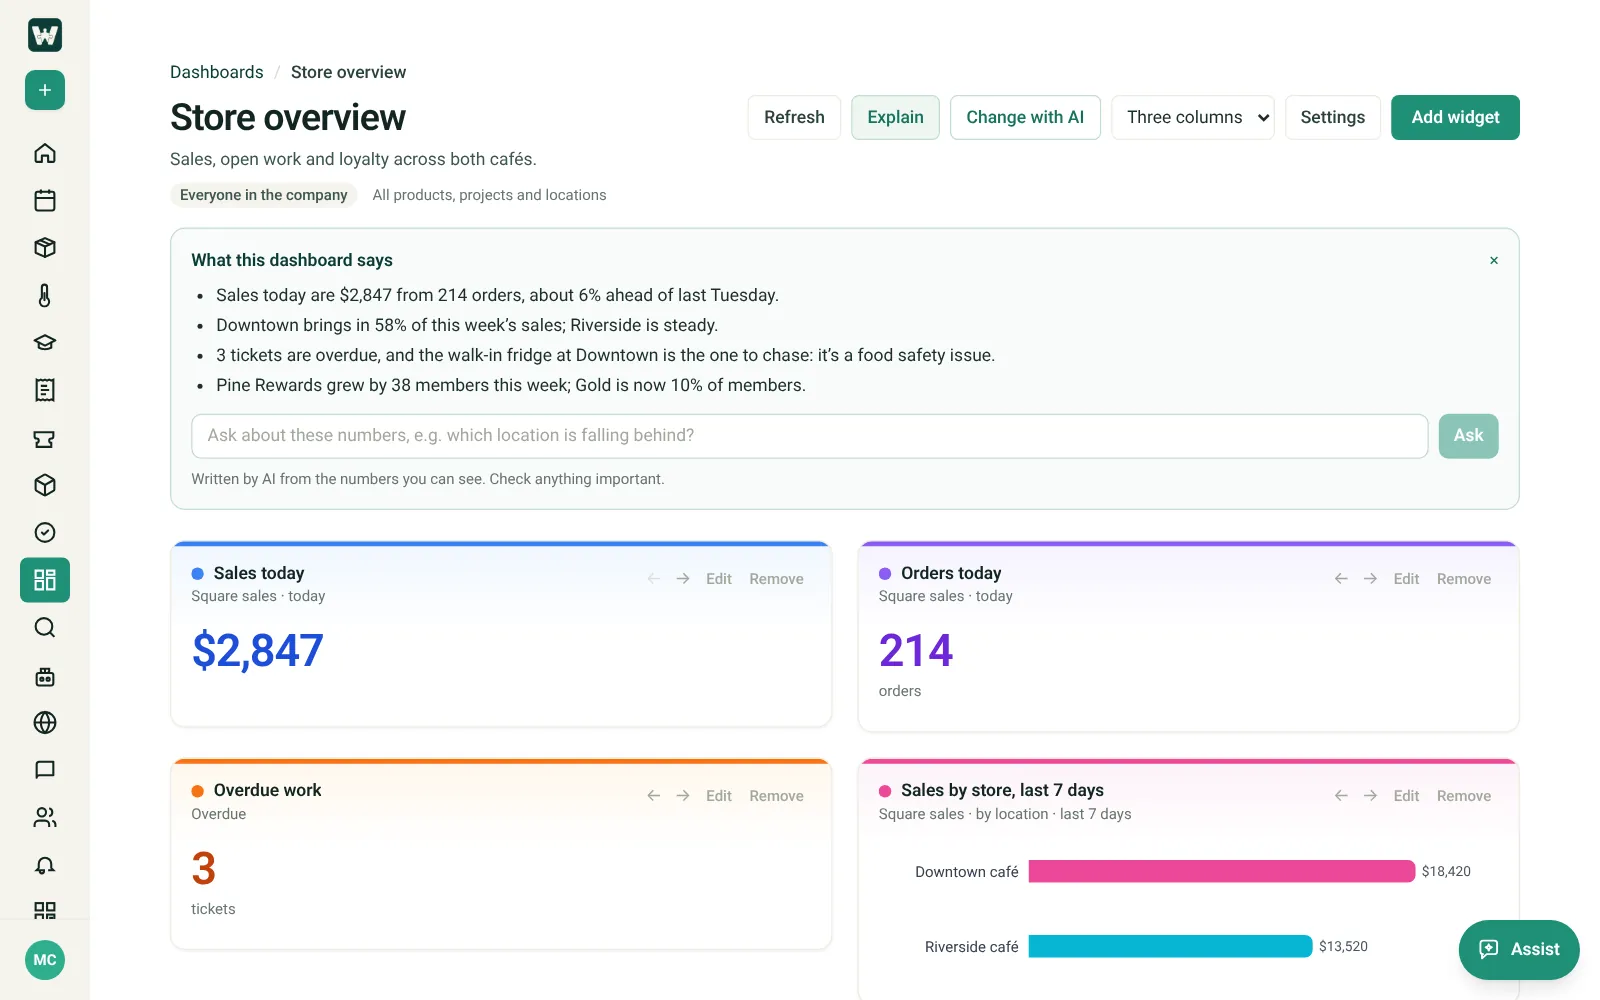 W
+
Dashboards / Store overview
Store overview
Refresh
Explain
Change with AI
Three columns
Settings
Add widget
Sales, open work and loyalty across both cafés.
Everyone in the company
All products, projects and locations
What this dashboard says
×
• Sales today are $2,847 from 214 orders, about 6% ahead of last Tuesday.
• Downtown brings in 58% of this week’s sales; Riverside is steady.
• 3 tickets are overdue, and the walk-in fridge at Downtown is the one to chase: it’s a food safety issue.
• Pine Rewards grew by 38 members this week; Gold is now 10% of members.
Ask about these numbers, e.g. which location is falling behind?
Ask
Written by AI from the numbers you can see. Check anything important.
Sales today
← → Edit Remove
Square sales · today
$2,847
Orders today
← → Edit Remove
Square sales · today
214
orders
Overdue work
← → Edit Remove
Overdue
3
tickets
Sales by store, last 7 days
← → Edit Remove
Square sales · by location · last 7 days
Downtown café $18,420
Riverside café $13,520
MC
Assist